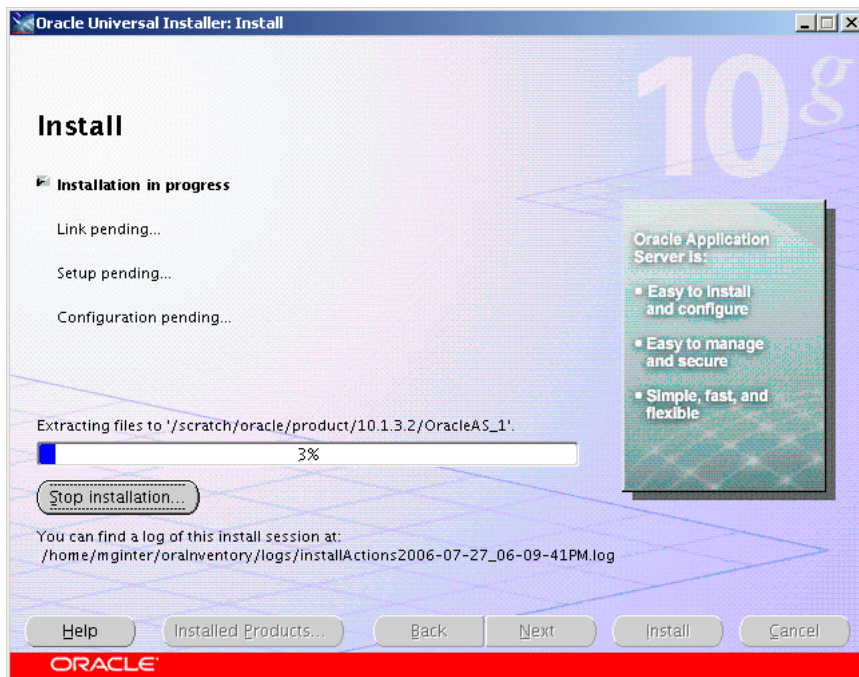 Oracle Universal Installer: Install
10g
Install
Installation in progress
Link pending...
Setup pending...
Configuration pending...
Oracle Application
Server is:
• Easy to install
and configure
• Easy to manage
and secure
• Simple, fast, and
flexible
Extracting files to '/scratch/oracle/product/10.1.3.2/OracleAS_1'.
3%
Stop installation...
You can find a log of this install session at:
/home/mginter/oraInventory/logs/installActions2006-07-27_06-09-41PM.log
Help Installed Products... Back Next Install Cancel
ORACLE